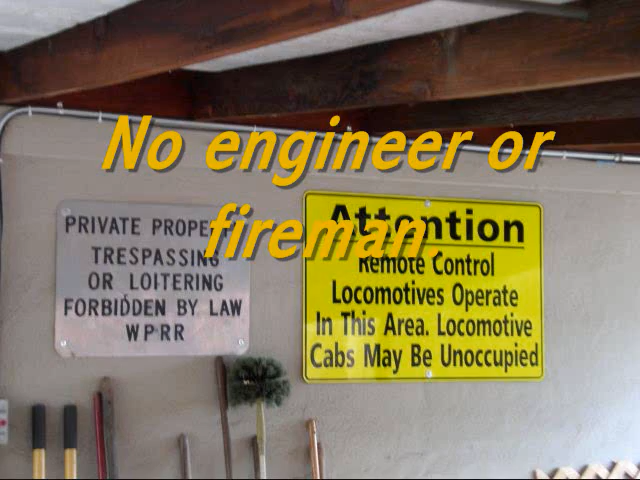 No engineer or
fireman.
PRIVATE PROPERTY
TRESPASSING
OR LOITERING
FORBIDDEN BY LAW
WPRR
Attention
Remote Control
Locomotives Operate
In This Area. Locomotive
Cabs May Be Unoccupied